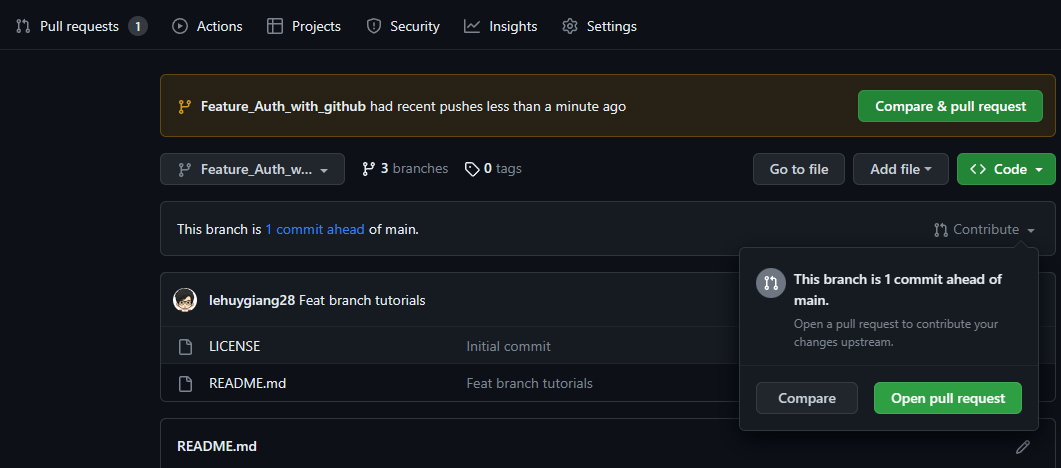 Pull requests 1 Actions Projects Security Insights Settings
Feature_Auth_with_github had recent pushes less than a minute ago Compare & pull request
Feature_Auth_w... 3 branches 0 tags Go to file Add file Code
This branch is 1 commit ahead of main. Contribute
This branch is 1 commit ahead of
main.
Open a pull request to contribute your
changes upstream.
Compare Open pull request
lehuygiang28 Feat branch tutorials
LICENSE Initial commit
README.md Feat branch tutorials
README.md